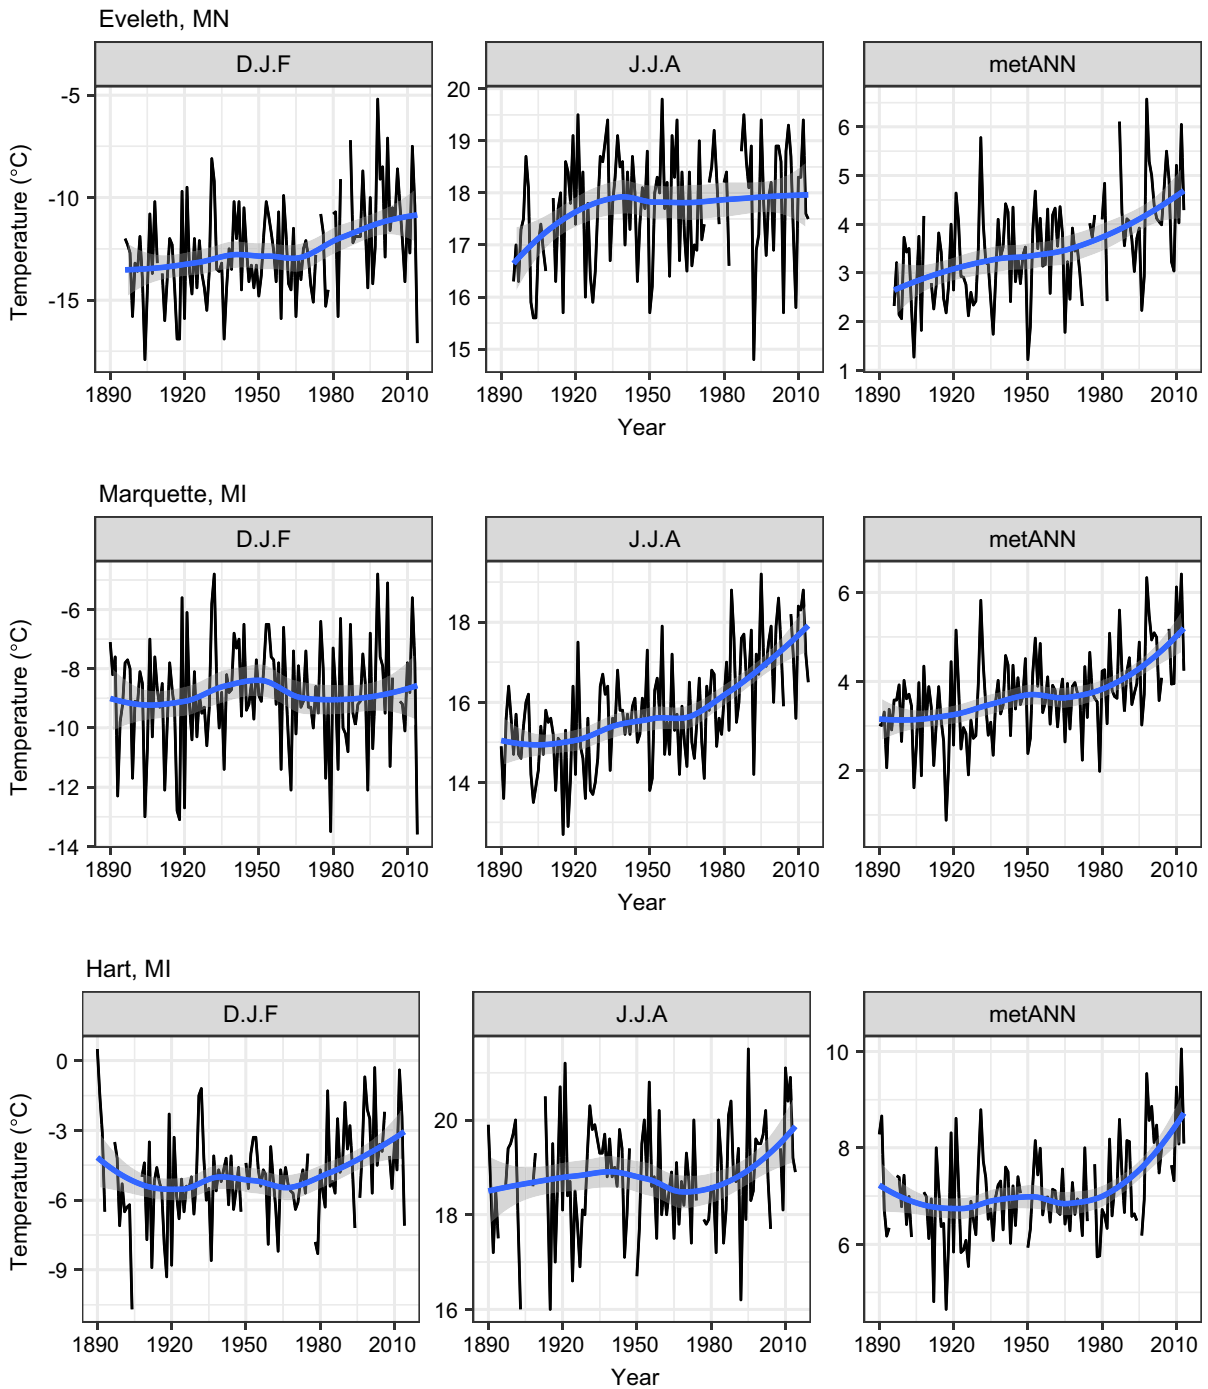 Eveleth, MN
D.J.F J.J.A metANN
Temperature (°C)
-5
-10
-15
20
19
18
17
16
15
6
5
4
3
2
1
1890 1920 1950 1980 2010 1890 1920 1950 1980 2010 1890 1920 1950 1980 2010
Year
Marquette, MI
D.J.F J.J.A metANN
Temperature (°C)
-6
-8
-10
-12
-14
18
16
14
6
4
2
1890 1920 1950 1980 2010 1890 1920 1950 1980 2010 1890 1920 1950 1980 2010
Year
Hart, MI
D.J.F J.J.A metANN
Temperature (°C)
0
-3
-6
-9
20
18
16
10
8
6
1890 1920 1950 1980 2010 1890 1920 1950 1980 2010 1890 1920 1950 1980 2010
Year